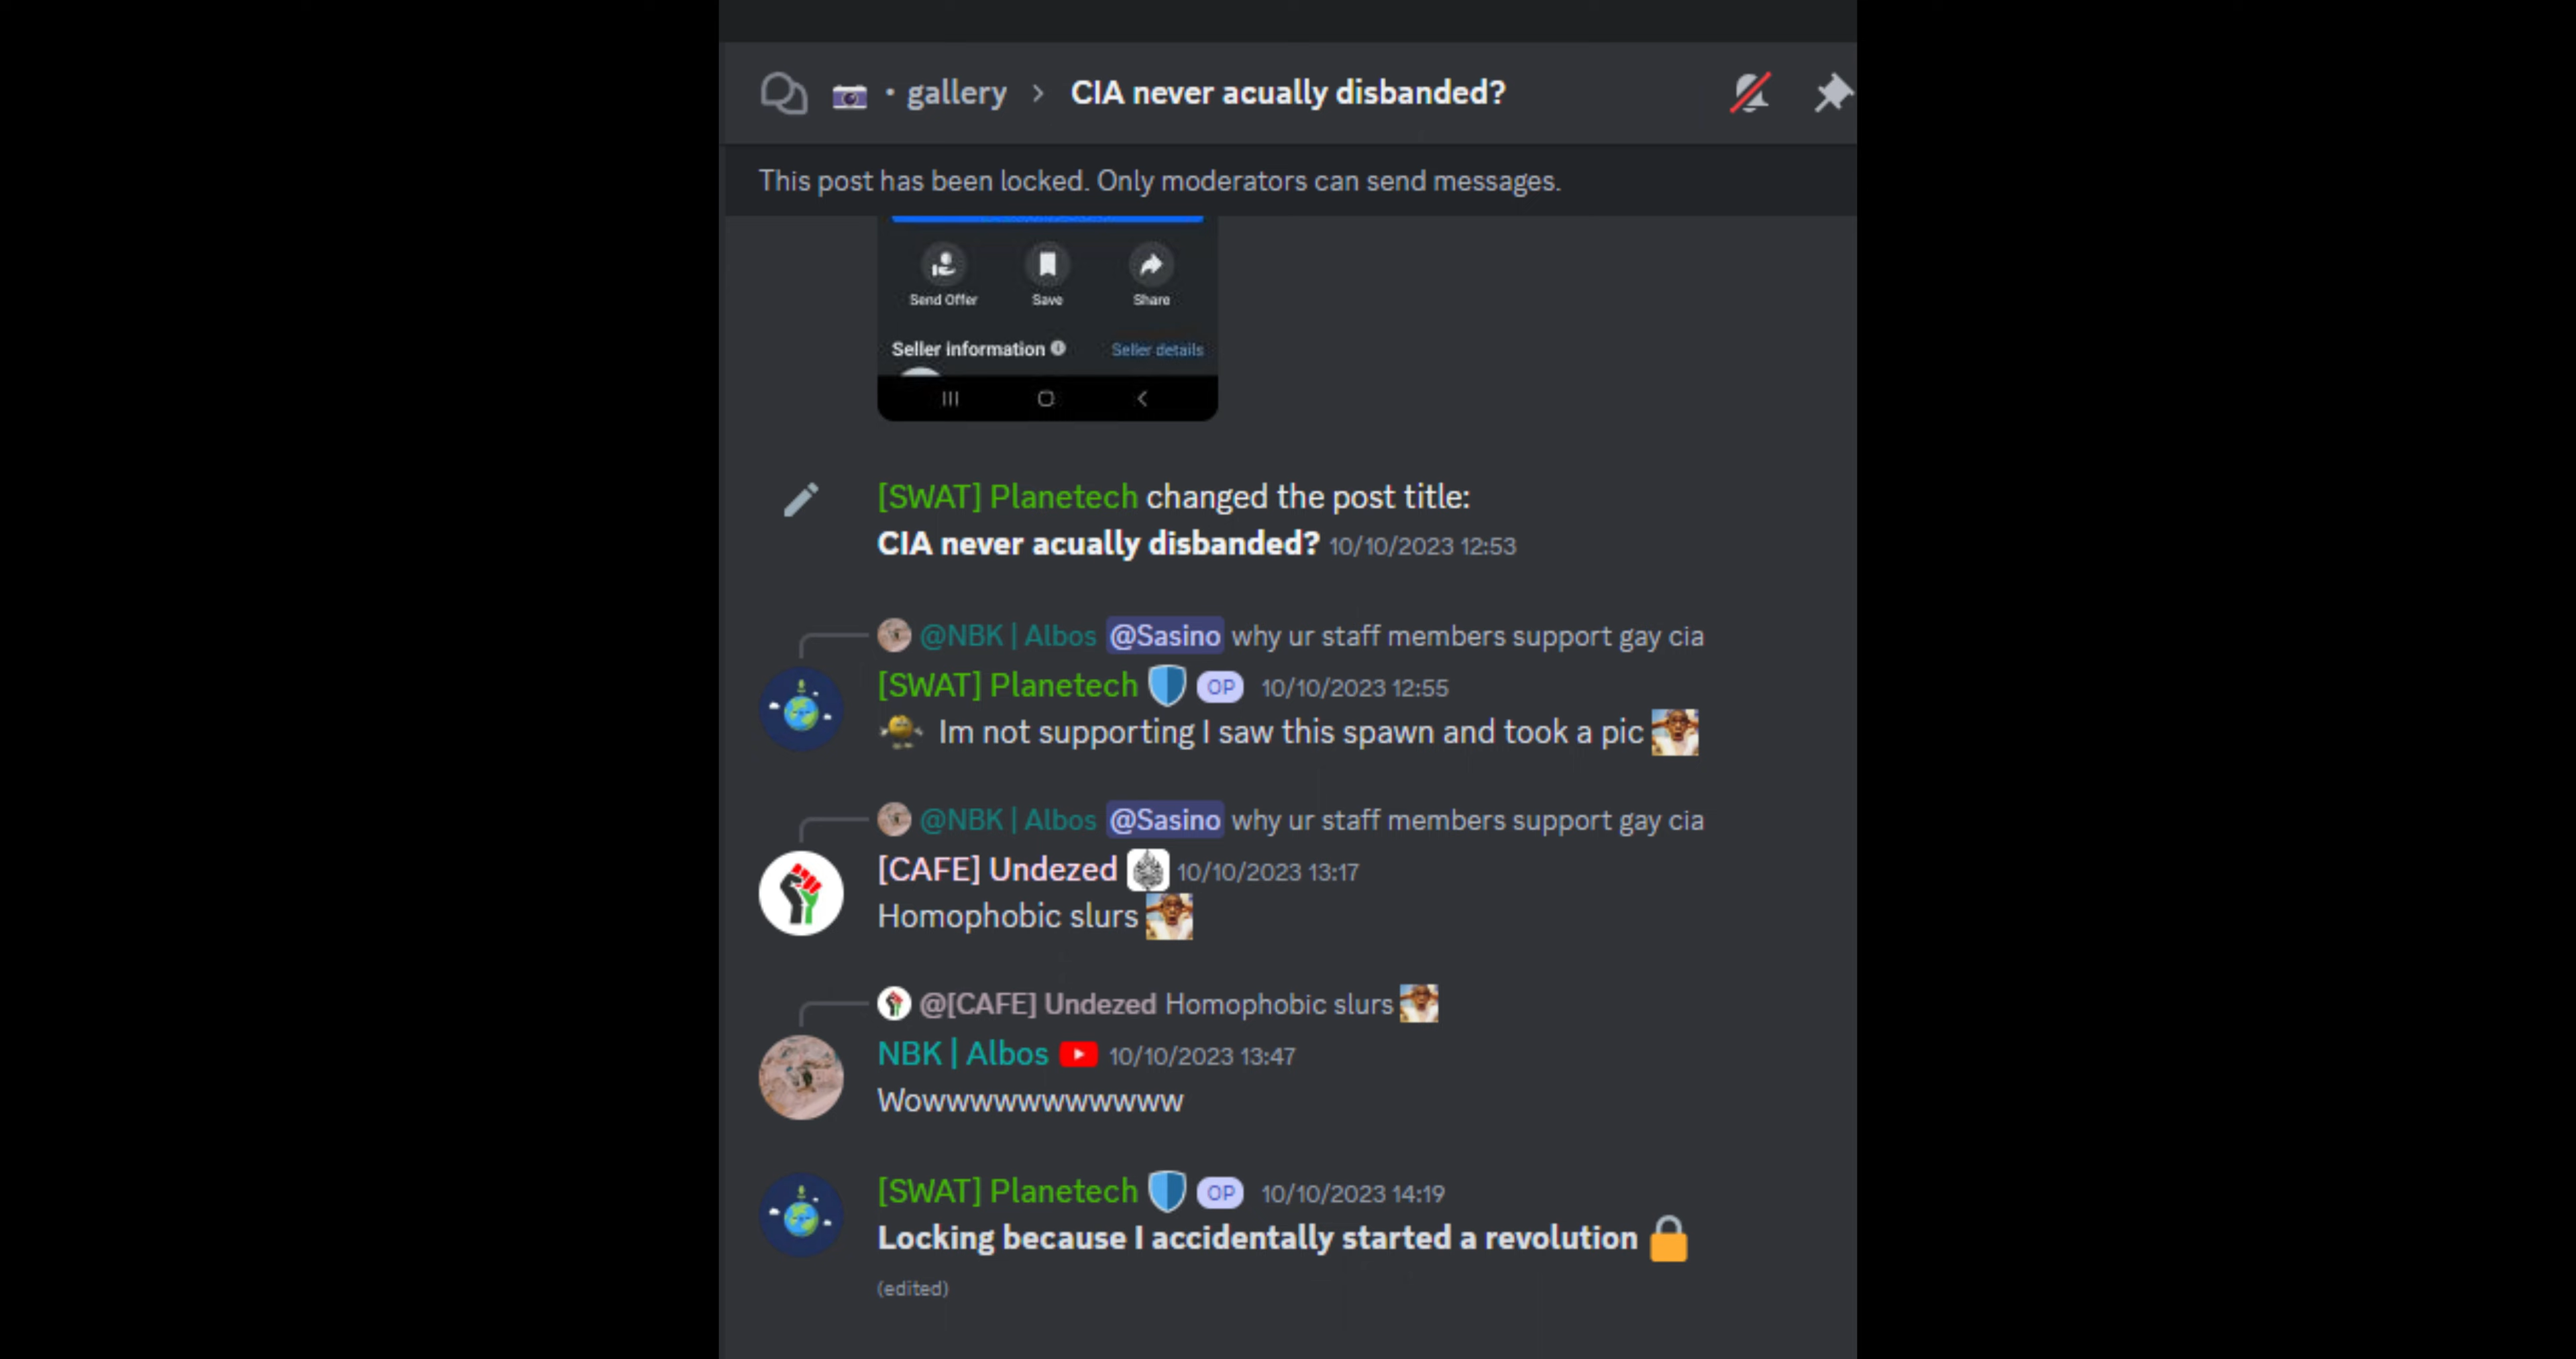 • gallery > CIA never acually disbanded?
This post has been locked. Only moderators can send messages.
Send Offer Save Share
Seller information Seller details
[SWAT] Planetech changed the post title:
CIA never acually disbanded? 10/10/2023 12:53
@NBK | Albos @Sasino why ur staff members support gay cia
[SWAT] Planetech OP 10/10/2023 12:55
Im not supporting I saw this spawn and took a pic
@NBK | Albos @Sasino why ur staff members support gay cia
[CAFE] Undezed 10/10/2023 13:17
Homophobic slurs
@[CAFE] Undezed Homophobic slurs
NBK | Albos 10/10/2023 13:47
Wowwwwwwwwwwww
[SWAT] Planetech OP 10/10/2023 14:19
Locking because I accidentally started a revolution
(edited)